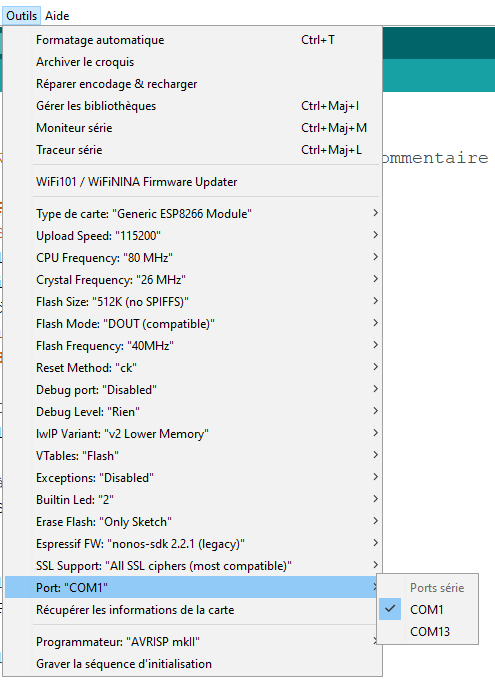 Outils Aide
Formatage automatique Ctrl+T
Archiver le croquis
Réparer encodage & recharger
Gérer les bibliothèques Ctrl+Maj+I
Moniteur série Ctrl+Maj+M
Traceur série Ctrl+Maj+L
ommentaire
WiFi101 / WiFiNINA Firmware Updater
Type de carte: "Generic ESP8266 Module"
Upload Speed: "115200"
CPU Frequency: "80 MHz"
Crystal Frequency: "26 MHz"
Flash Size: "512K (no SPIFFS)"
Flash Mode: "DOUT (compatible)"
Flash Frequency: "40MHz"
Reset Method: "ck"
Debug port: "Disabled"
Debug Level: "Rien"
lwIP Variant: "v2 Lower Memory"
VTables: "Flash"
Exceptions: "Disabled"
Builtin Led: "2"
Erase Flash: "Only Sketch"
Espressif FW: "nonos-sdk 2.2.1 (legacy)"
SSL Support: "All SSL ciphers (most compatible)"
Port: "COM1"
Ports série
COM1
COM13
Récupérer les informations de la carte
Programmateur: "AVRISP mkII"
Graver la séquence d'initialisation